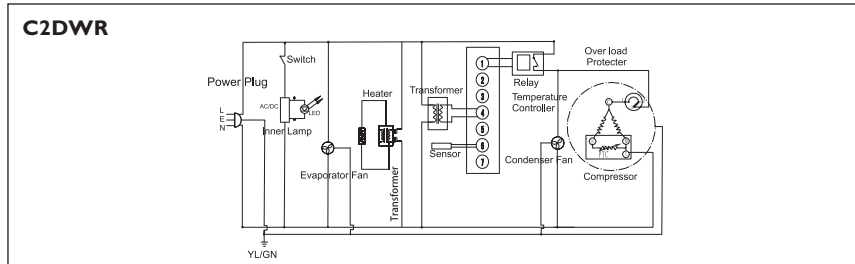 C2DWR
Switch
Power Plug
L
E
N
AC/DC
LED
Inner Lamp
Evaporator Fan
Heater
Transformer
Transformer
Sensor
1
2
3
4
5
6
7
Relay
Temperature
Controller
Condenser Fan
Over load
Protecter
PTC
Compressor
YL/GN